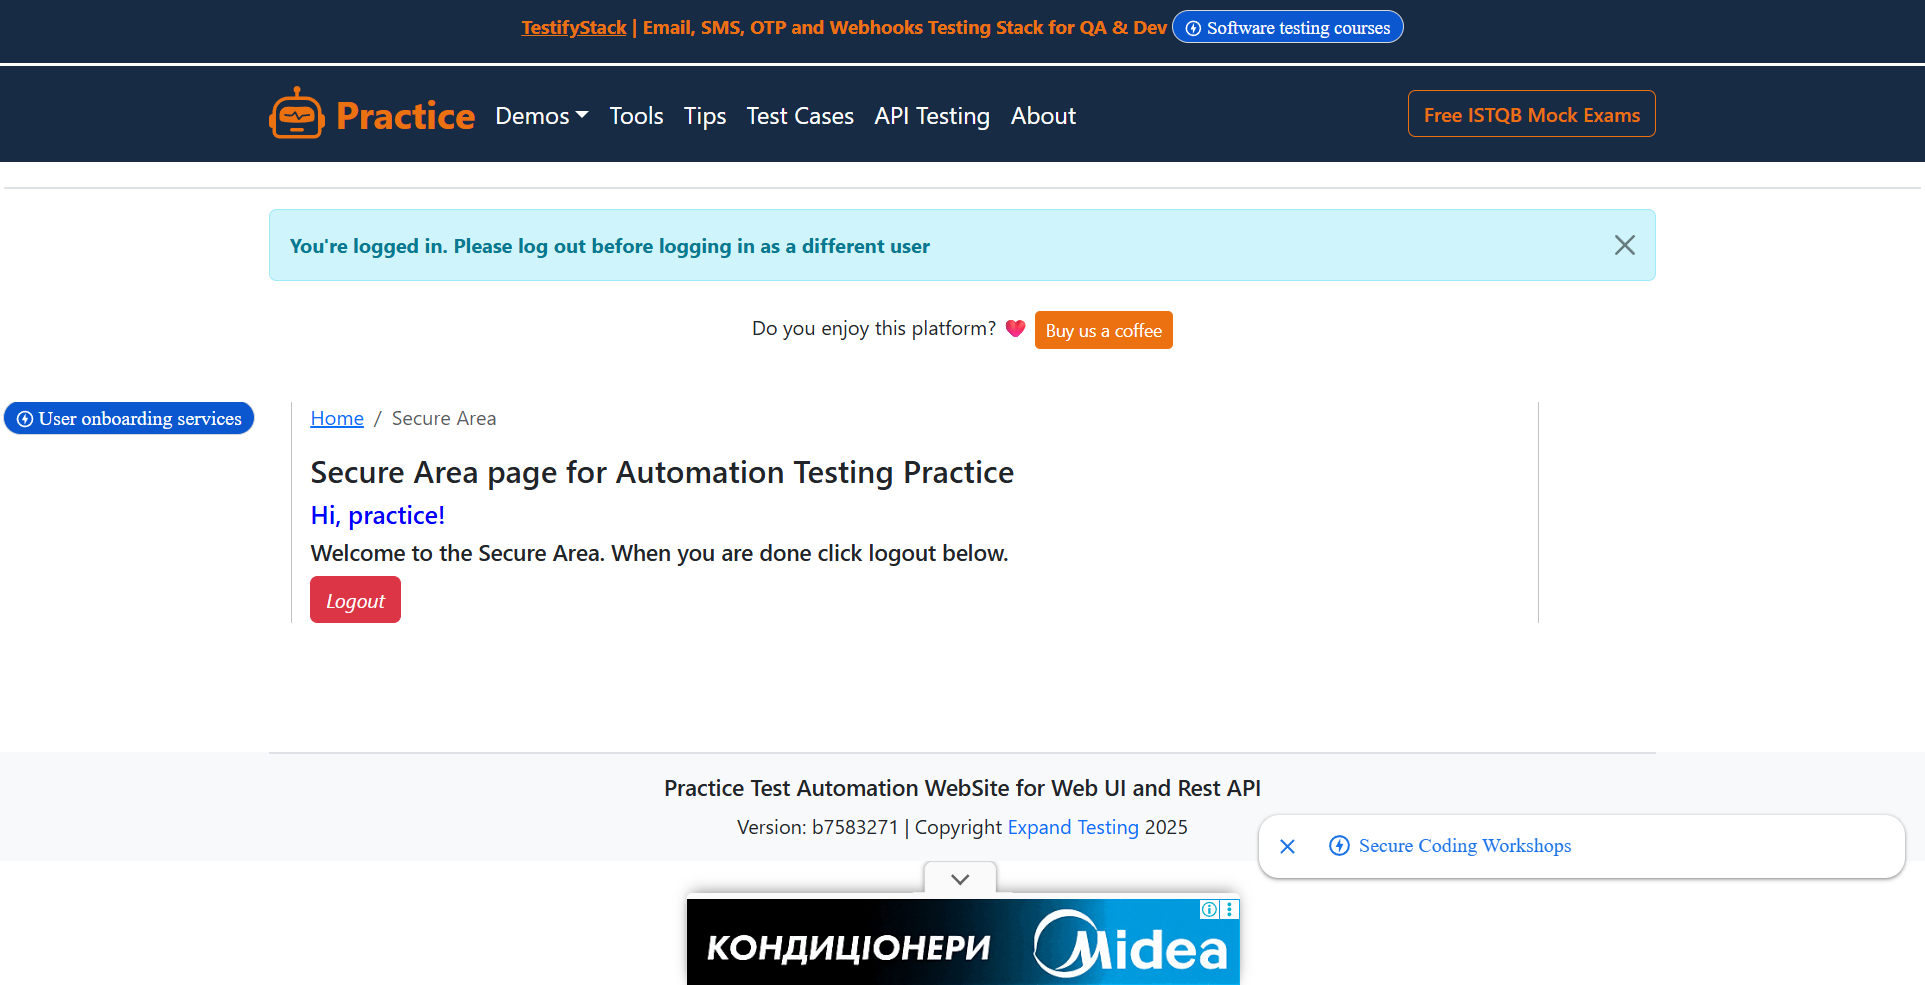 TestifyStack | Email, SMS, OTP and Webhooks Testing Stack for QA & Dev Software testing courses
Practice Demos Tools Tips Test Cases API Testing About Free ISTQB Mock Exams
You're logged in. Please log out before logging in as a different user
Do you enjoy this platform? Buy us a coffee
User onboarding services
Home / Secure Area
Secure Area page for Automation Testing Practice
Hi, practice!
Welcome to the Secure Area. When you are done click logout below.
Logout
Practice Test Automation WebSite for Web UI and Rest API
Version: b7583271 | Copyright Expand Testing 2025
Secure Coding Workshops
КОНДИЦІОНЕРИ Midea